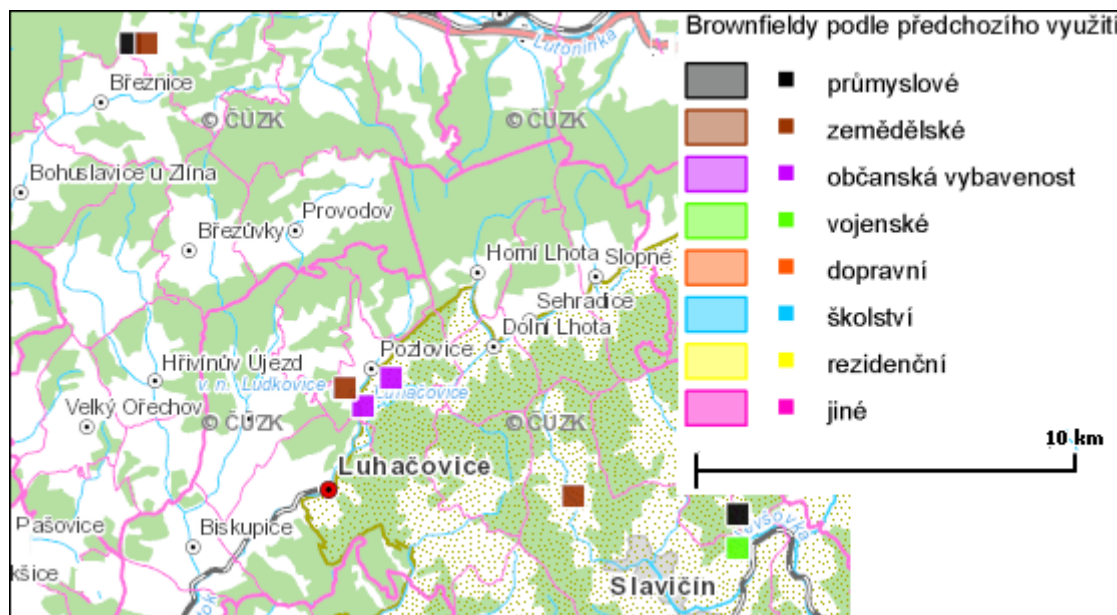 Brownfieldy podle předchozího využití
průmyslové
zemědělské
občanská vybavenost
vojenské
dopravní
školství
rezidenční
jiné
10 km
Lutoninka
Březnice
© ČÚZK
© ČÚZK
Bohuslavice u Zlína
Provodov
Březůvky
Horní Lhota
Slopné
Sehradice
Dolní Lhota
Pozlovice
Hřivínův Újezd
v. n. Ludkovice
Luhačovice
Velký Ořechov
© ČÚZK
© ČÚZK
Luhačovice
Pašovice
Biskupice
kšice
Slavičín